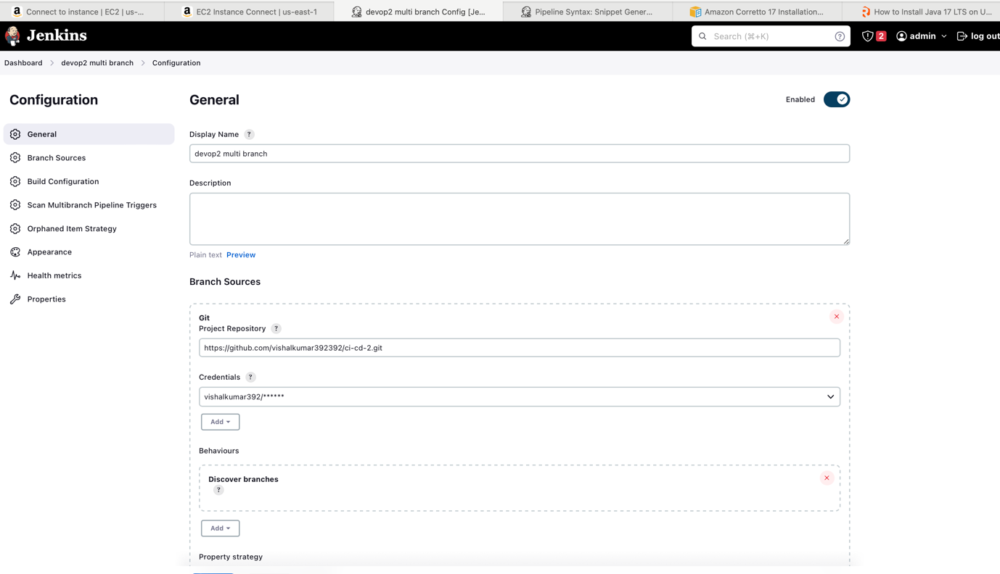 Connect to instance | EC2 | us-...
EC2 Instance Connect | us-east-1
devop2 multi branch Config [Je...
Pipeline Syntax: Snippet Gener...
Amazon Corretto 17 Installation...
How to Install Java 17 LTS on U...
Jenkins
Search (⌘+K)
?
2
admin
log out
Dashboard > devop2 multi branch > Configuration
Configuration
General
Branch Sources
Build Configuration
Scan Multibranch Pipeline Triggers
Orphaned Item Strategy
Appearance
Health metrics
Properties
General
Enabled
Display Name ?
devop2 multi branch
Description
Plain text Preview
Branch Sources
Git
Project Repository ?
https://github.com/vishalkumar392392/ci-cd-2.git
Credentials ?
vishalkumar392/******
Add
Behaviours
Discover branches
?
Add
Property strategy